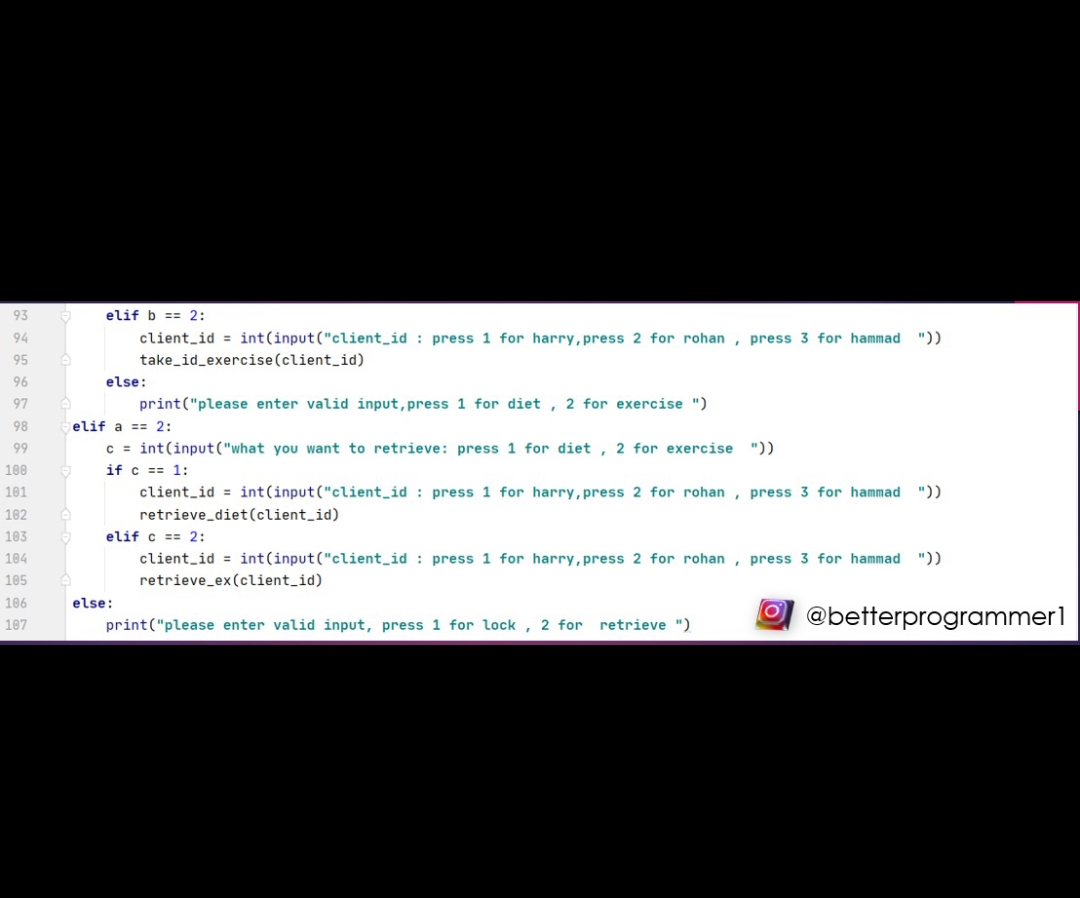 93 elif b == 2:
94 client_id = int(input("client_id : press 1 for harry,press 2 for rohan , press 3 for hammad  "))
95 take_id_exercise(client_id)
96 else:
97 print("please enter valid input,press 1 for diet , 2 for exercise ")
98 elif a == 2:
99 c = int(input("what you want to retrieve: press 1 for diet , 2 for exercise  "))
100 if c == 1:
101 client_id = int(input("client_id : press 1 for harry,press 2 for rohan , press 3 for hammad  "))
102 retrieve_diet(client_id)
103 elif c == 2:
104 client_id = int(input("client_id : press 1 for harry,press 2 for rohan , press 3 for hammad  "))
105 retrieve_ex(client_id)
106 else:
107 print("please enter valid input, press 1 for lock , 2 for  retrieve ")
@betterprogrammer1